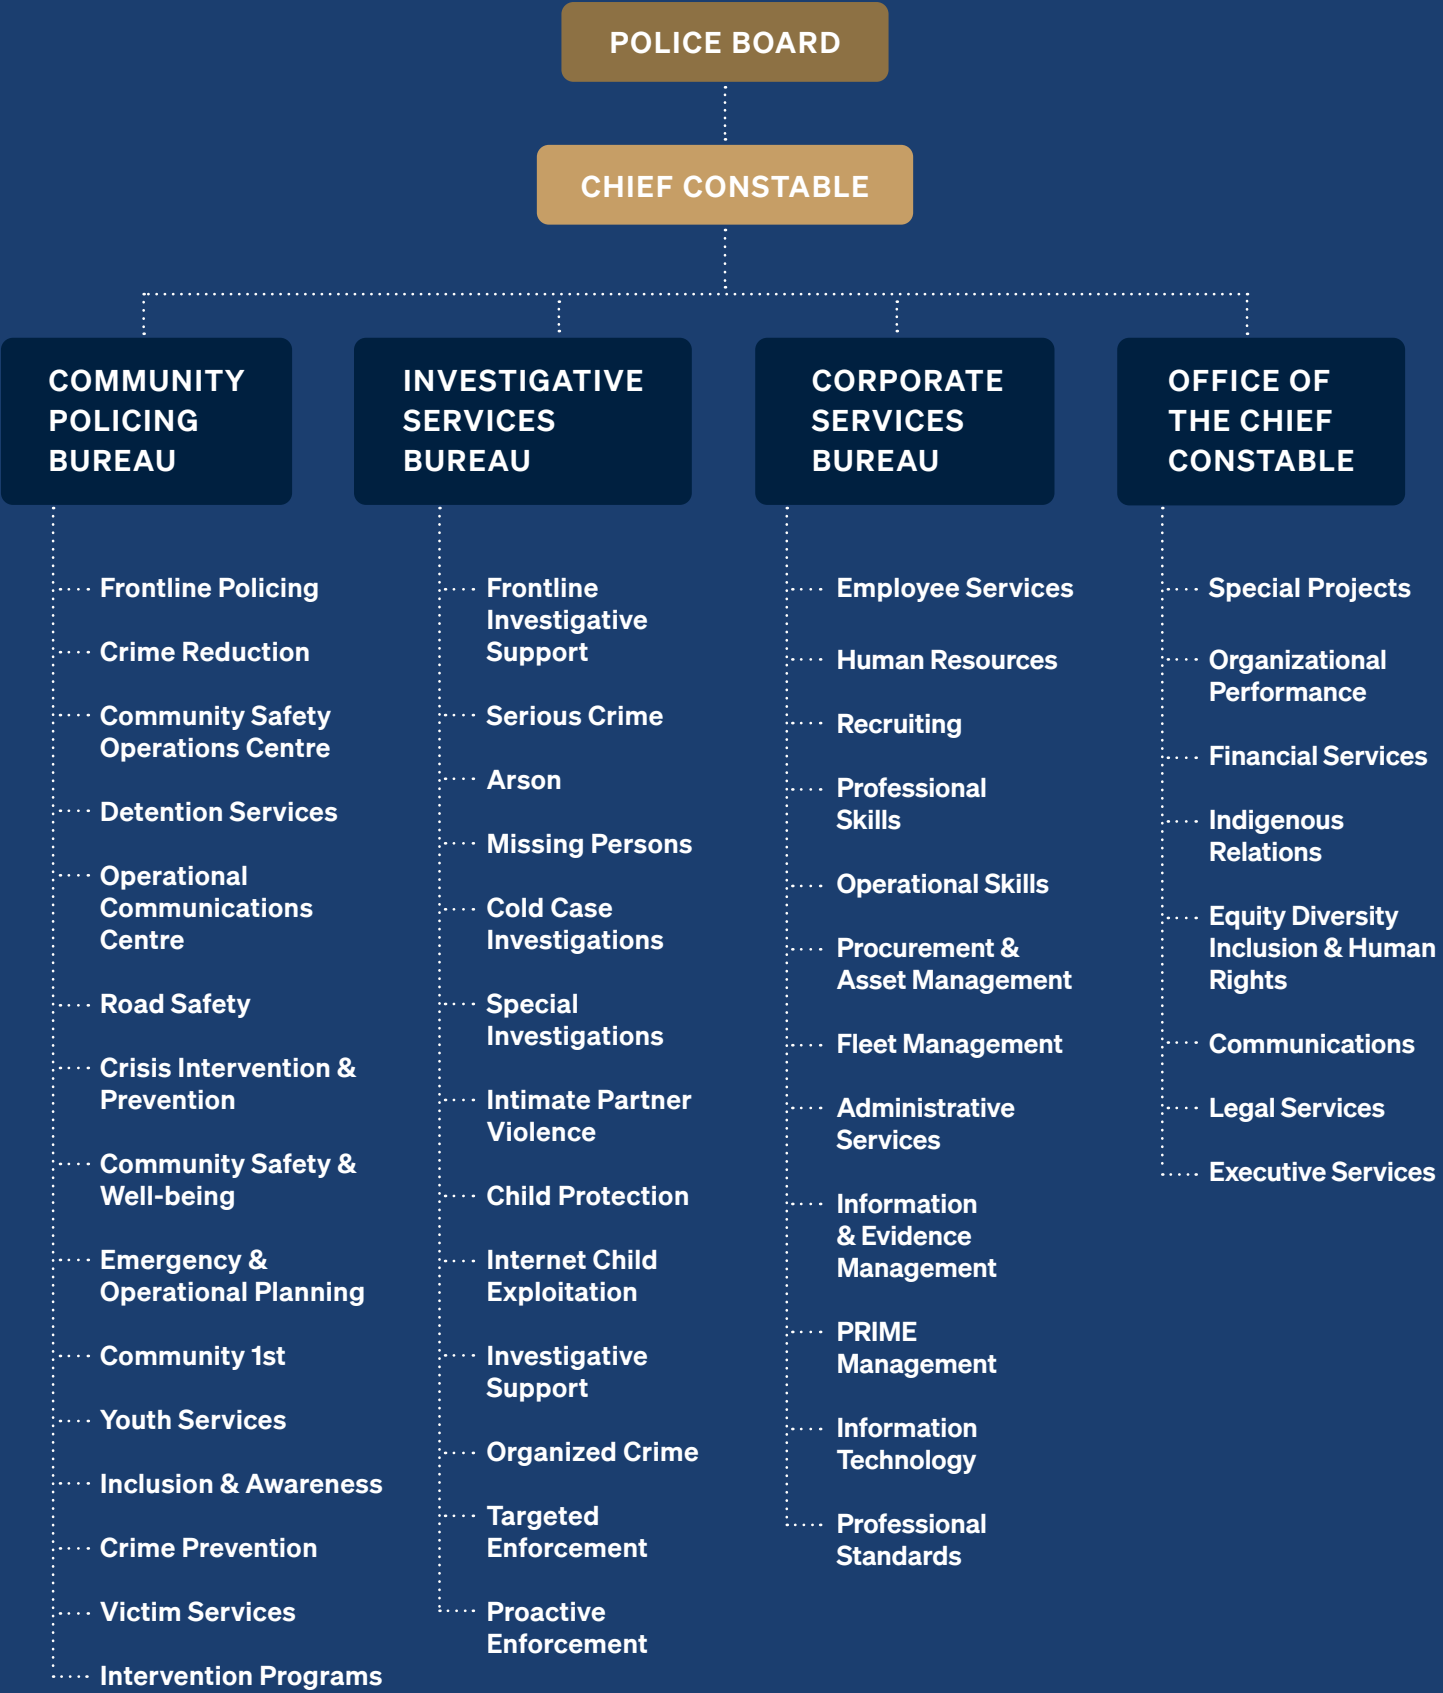 POLICE BOARD
CHIEF CONSTABLE
COMMUNITY
POLICING
BUREAU
Frontline Policing
Crime Reduction
Community Safety
Operations Centre
Detention Services
Operational
Communications
Centre
Road Safety
Crisis Intervention &
Prevention
Community Safety &
Well-being
Emergency &
Operational Planning
Community 1st
Youth Services
Inclusion & Awareness
Crime Prevention
Victim Services
Intervention Programs
INVESTIGATIVE
SERVICES
BUREAU
Frontline
Investigative
Support
Serious Crime
Arson
Missing Persons
Cold Case
Investigations
Special
Investigations
Intimate Partner
Violence
Child Protection
Internet Child
Exploitation
Investigative
Support
Organized Crime
Targeted
Enforcement
Proactive
Enforcement
CORPORATE
SERVICES
BUREAU
Employee Services
Human Resources
Recruiting
Professional
Skills
Operational Skills
Procurement &
Asset Management
Fleet Management
Administrative
Services
Information
& Evidence
Management
PRIME
Management
Information
Technology
Professional
Standards
OFFICE OF
THE CHIEF
CONSTABLE
Special Projects
Organizational
Performance
Financial Services
Indigenous
Relations
Equity Diversity
Inclusion & Human
Rights
Communications
Legal Services
Executive Services